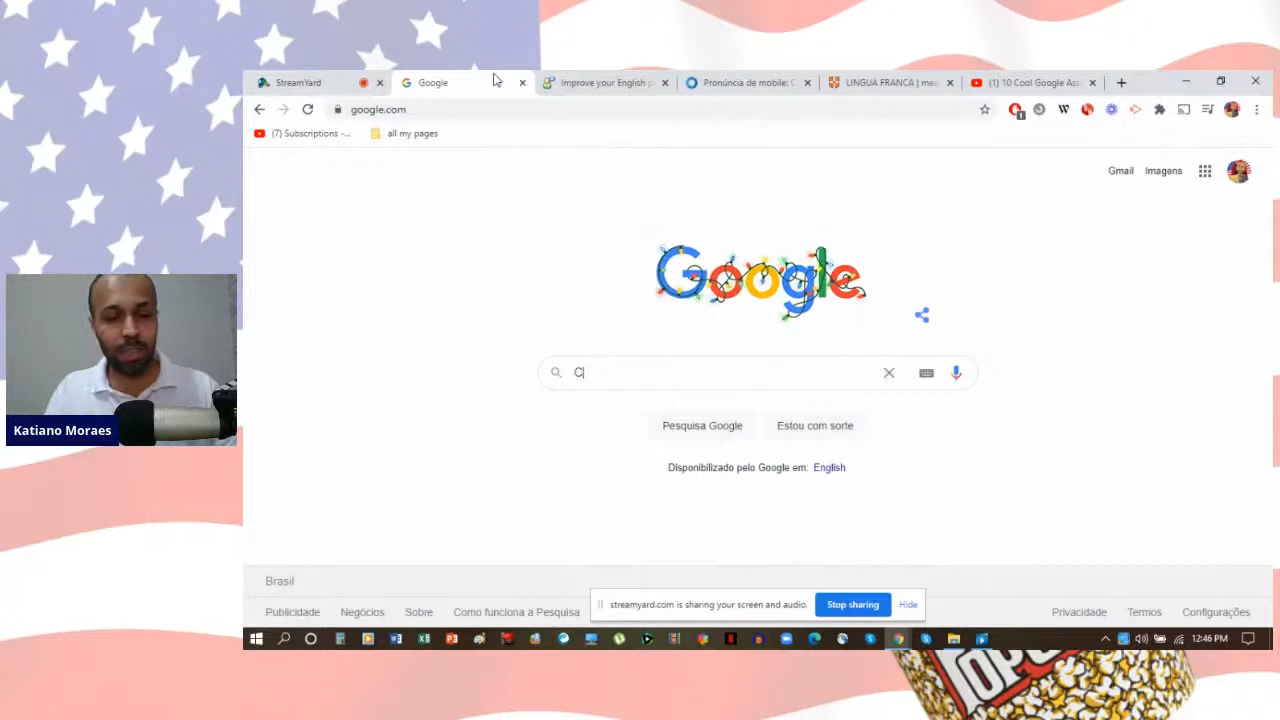 StreamYard
Google
Improve your English p
Pronúncia de mobile: C
LINGUA FRANCA | me
(1) 10 Cool Google Ass
google.com
1
W
(7) Subscriptions -...
all my pages
Gmail
Imagens
Google
C
Pesquisa Google
Estou com sorte
Disponibilizado pelo Google em: English
Katiano Moraes
Brasil
Publicidade
Negócios
Sobre
Como funciona a Pesquisa
streamyard.com is sharing your screen and audio.
Stop sharing
Hide
Privacidade
Termos
Configurações
12:46 PM